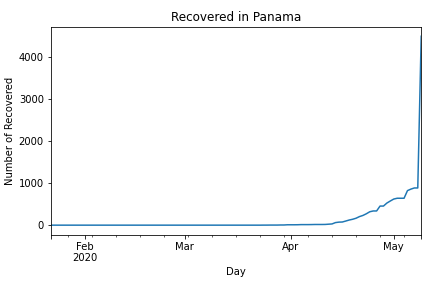 Recovered in Panama
Number of Recovered
4000
3000
2000
1000
0
Feb
2020
Mar
Apr
May
Day